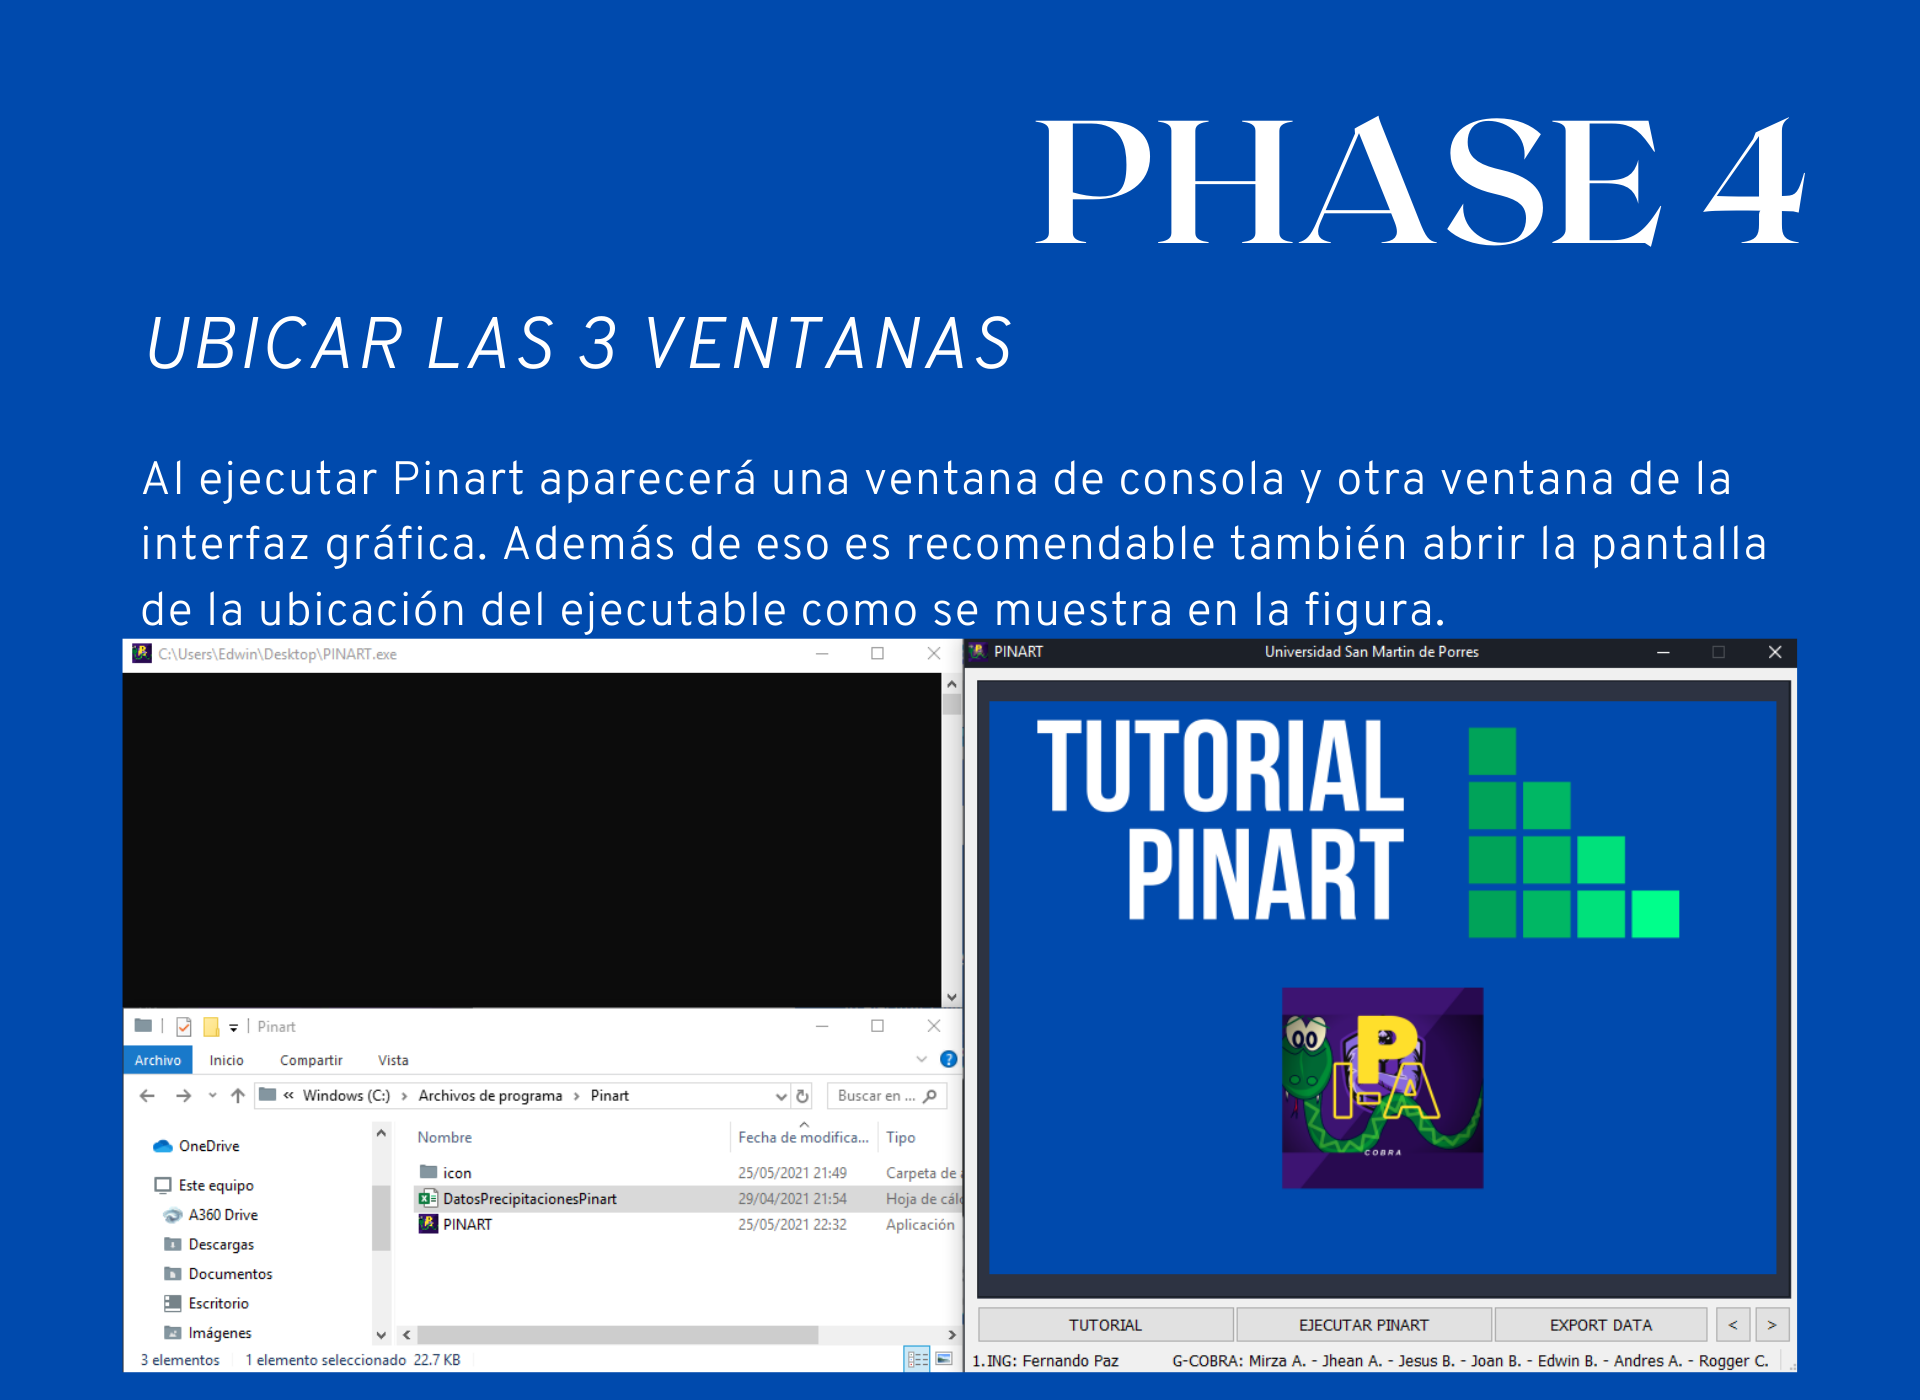 PHASE 4
UBICAR LAS 3 VENTANAS
Al ejecutar Pinart aparecerá una ventana de consola y otra ventana de la
interfaz gráfica. Además de eso es recomendable también abrir la pantalla
de la ubicación del ejecutable como se muestra en la figura.
C:\Users\Edwin\Desktop\PINART.exe
Pinart
Archivo Inicio Compartir Vista
« Windows (C:) > Archivos de programa > Pinart Buscar en ...
Nombre Fecha de modifica... Tipo
OneDrive
Este equipo
A360 Drive
Descargas
Documentos
Escritorio
Imágenes
icon 25/05/2021 21:49 Carpeta de
DatosPrecipitacionesPinart 29/04/2021 21:54 Hoja de cálc
PINART 25/05/2021 22:32 Aplicación
3 elementos 1 elemento seleccionado 22.7 KB
PINART Universidad San Martin de Porres
TUTORIAL
PINART
P
I-A
COBRA
TUTORIAL EJECUTAR PINART EXPORT DATA < >
1.ING: Fernando Paz G-COBRA: Mirza A. - Jhean A. - Jesus B. - Joan B. - Edwin B. - Andres A. - Rogger C.